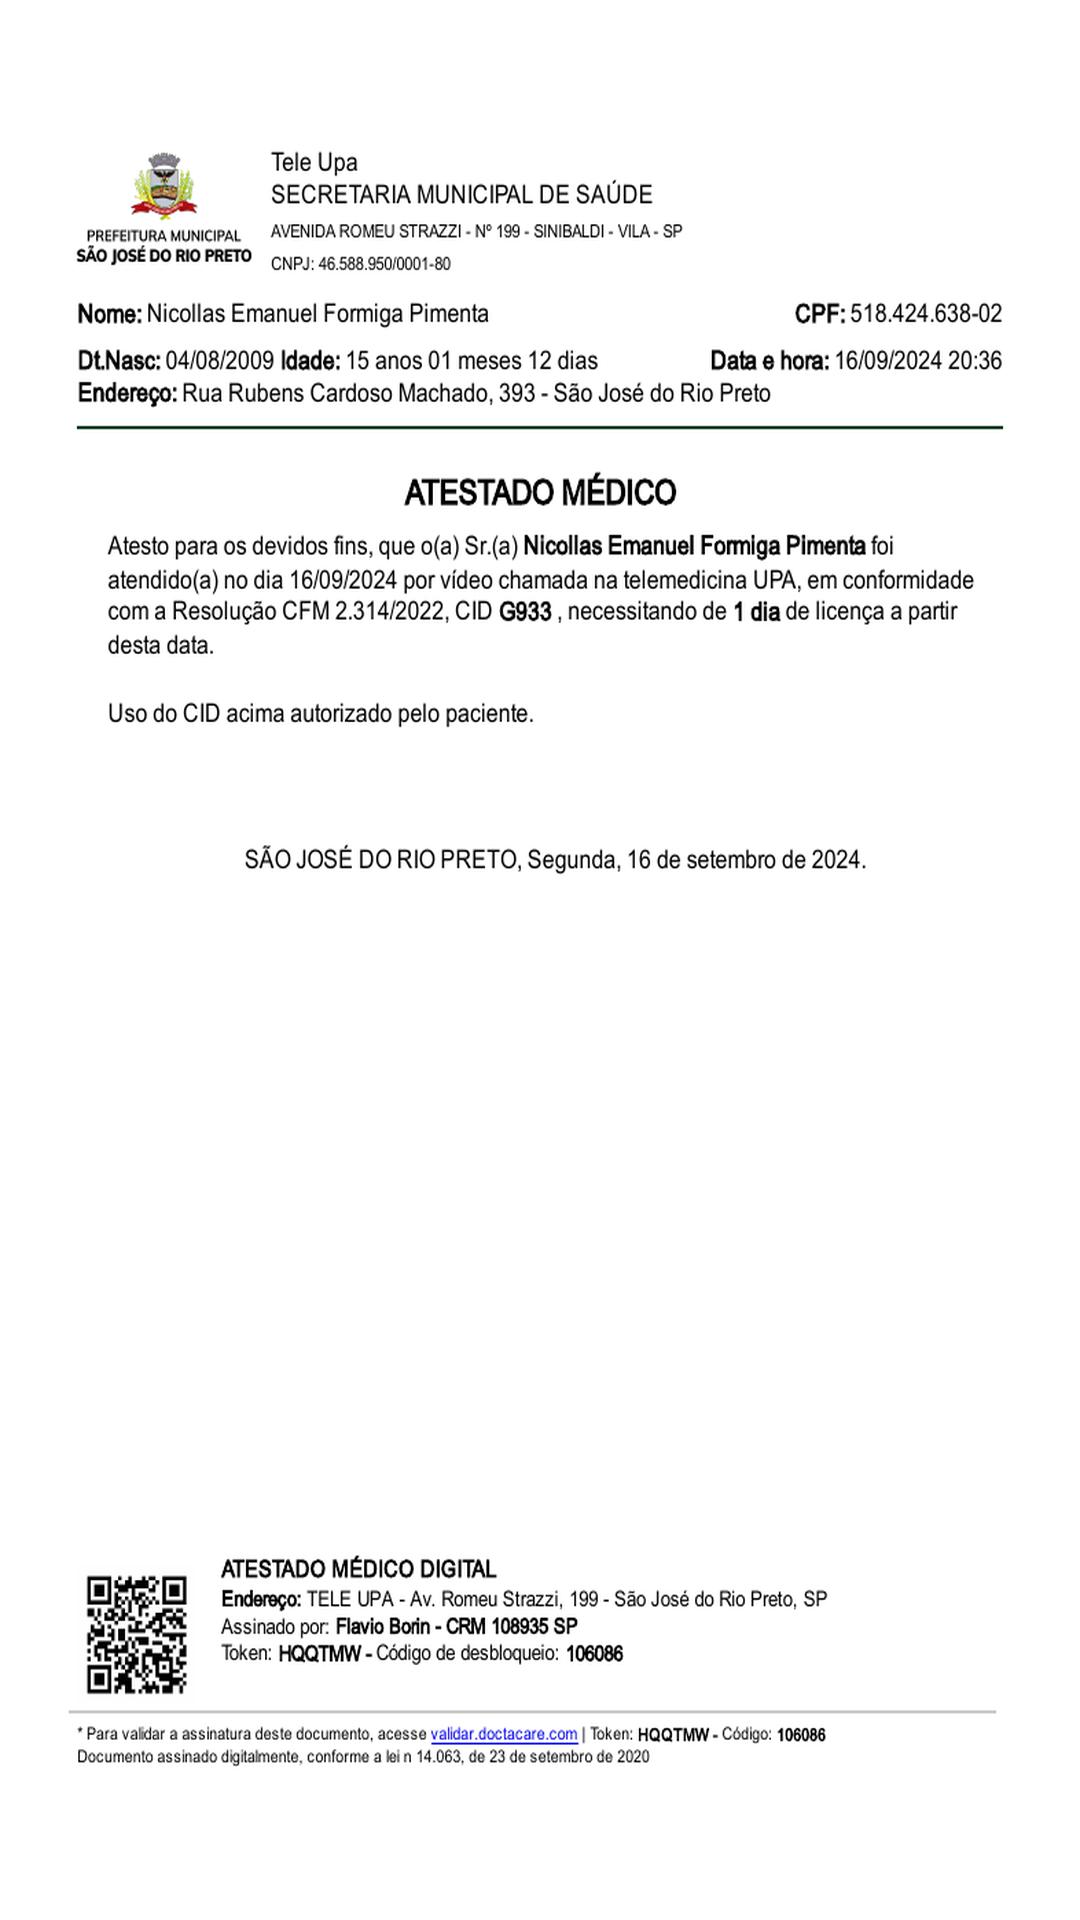 Tele Upa
SECRETARIA MUNICIPAL DE SAÚDE
AVENIDA ROMEU STRAZZI - Nº 199 - SINIBALDI - VILA - SP
CNPJ: 46.588.950/0001-80
PREFEITURA MUNICIPAL
SÃO JOSÉ DO RIO PRETO
Nome: Nicollas Emanuel Formiga Pimenta CPF: 518.424.638-02
Dt.Nasc: 04/08/2009 Idade: 15 anos 01 meses 12 dias Data e hora: 16/09/2024 20:36
Endereço: Rua Rubens Cardoso Machado, 393 - São José do Rio Preto
ATESTADO MÉDICO
Atesto para os devidos fins, que o(a) Sr.(a) Nicollas Emanuel Formiga Pimenta foi
atendido(a) no dia 16/09/2024 por vídeo chamada na telemedicina UPA, em conformidade
com a Resolução CFM 2.314/2022, CID G933 , necessitando de 1 dia de licença a partir
desta data.
Uso do CID acima autorizado pelo paciente.
SÃO JOSÉ DO RIO PRETO, Segunda, 16 de setembro de 2024.
ATESTADO MÉDICO DIGITAL
Endereço: TELE UPA - Av. Romeu Strazzi, 199 - São José do Rio Preto, SP
Assinado por: Flavio Borin - CRM 108935 SP
Token: HQQTMW - Código de desbloqueio: 106086
* Para validar a assinatura deste documento, acesse validar.doctacare.com | Token: HQQTMW - Código: 106086
Documento assinado digitalmente, conforme a lei n 14.063, de 23 de setembro de 2020